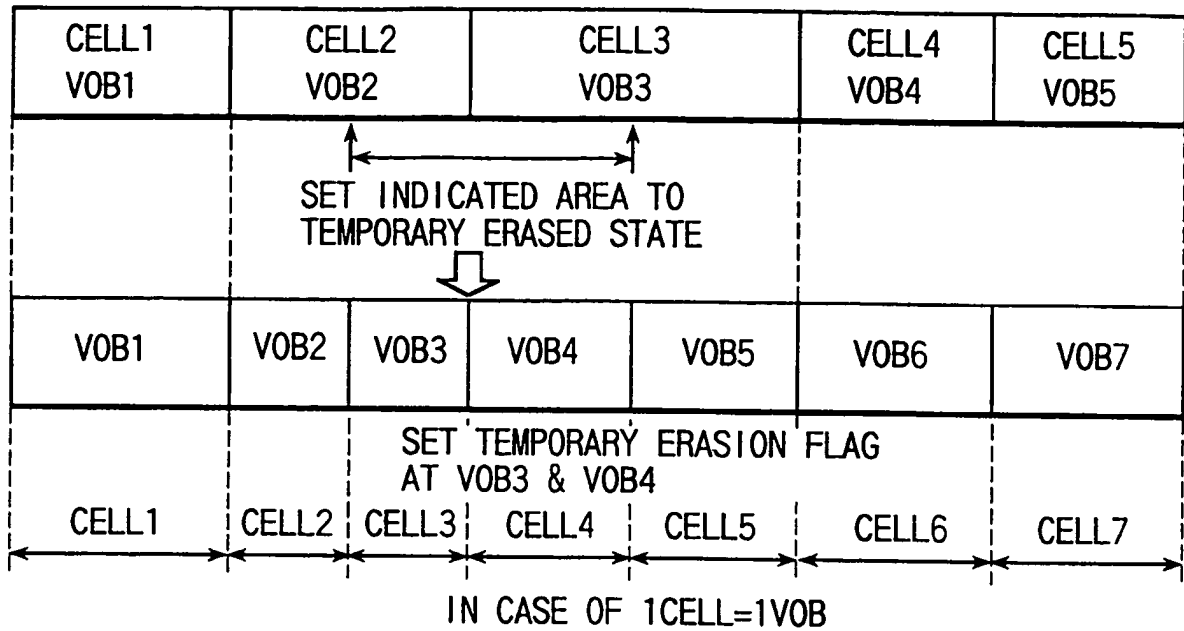 CELL1 CELL2 CELL3 CELL4 CELL5
VOB1 VOB2 VOB3 VOB4 VOB5
SET INDICATED AREA TO
TEMPORARY ERASED STATE
VOB1 VOB2 VOB3 VOB4 VOB5 VOB6 VOB7
SET TEMPORARY ERASION FLAG
AT VOB3 & VOB4
CELL1 CELL2 CELL3 CELL4 CELL5 CELL6 CELL7
IN CASE OF 1CELL=1VOB